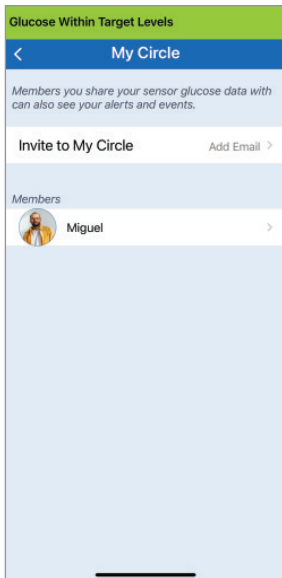 Glucose Within Target Levels
My Circle
Members you share your sensor glucose data with
can also see your alerts and events.
Invite to My Circle Add Email
Members
Miguel